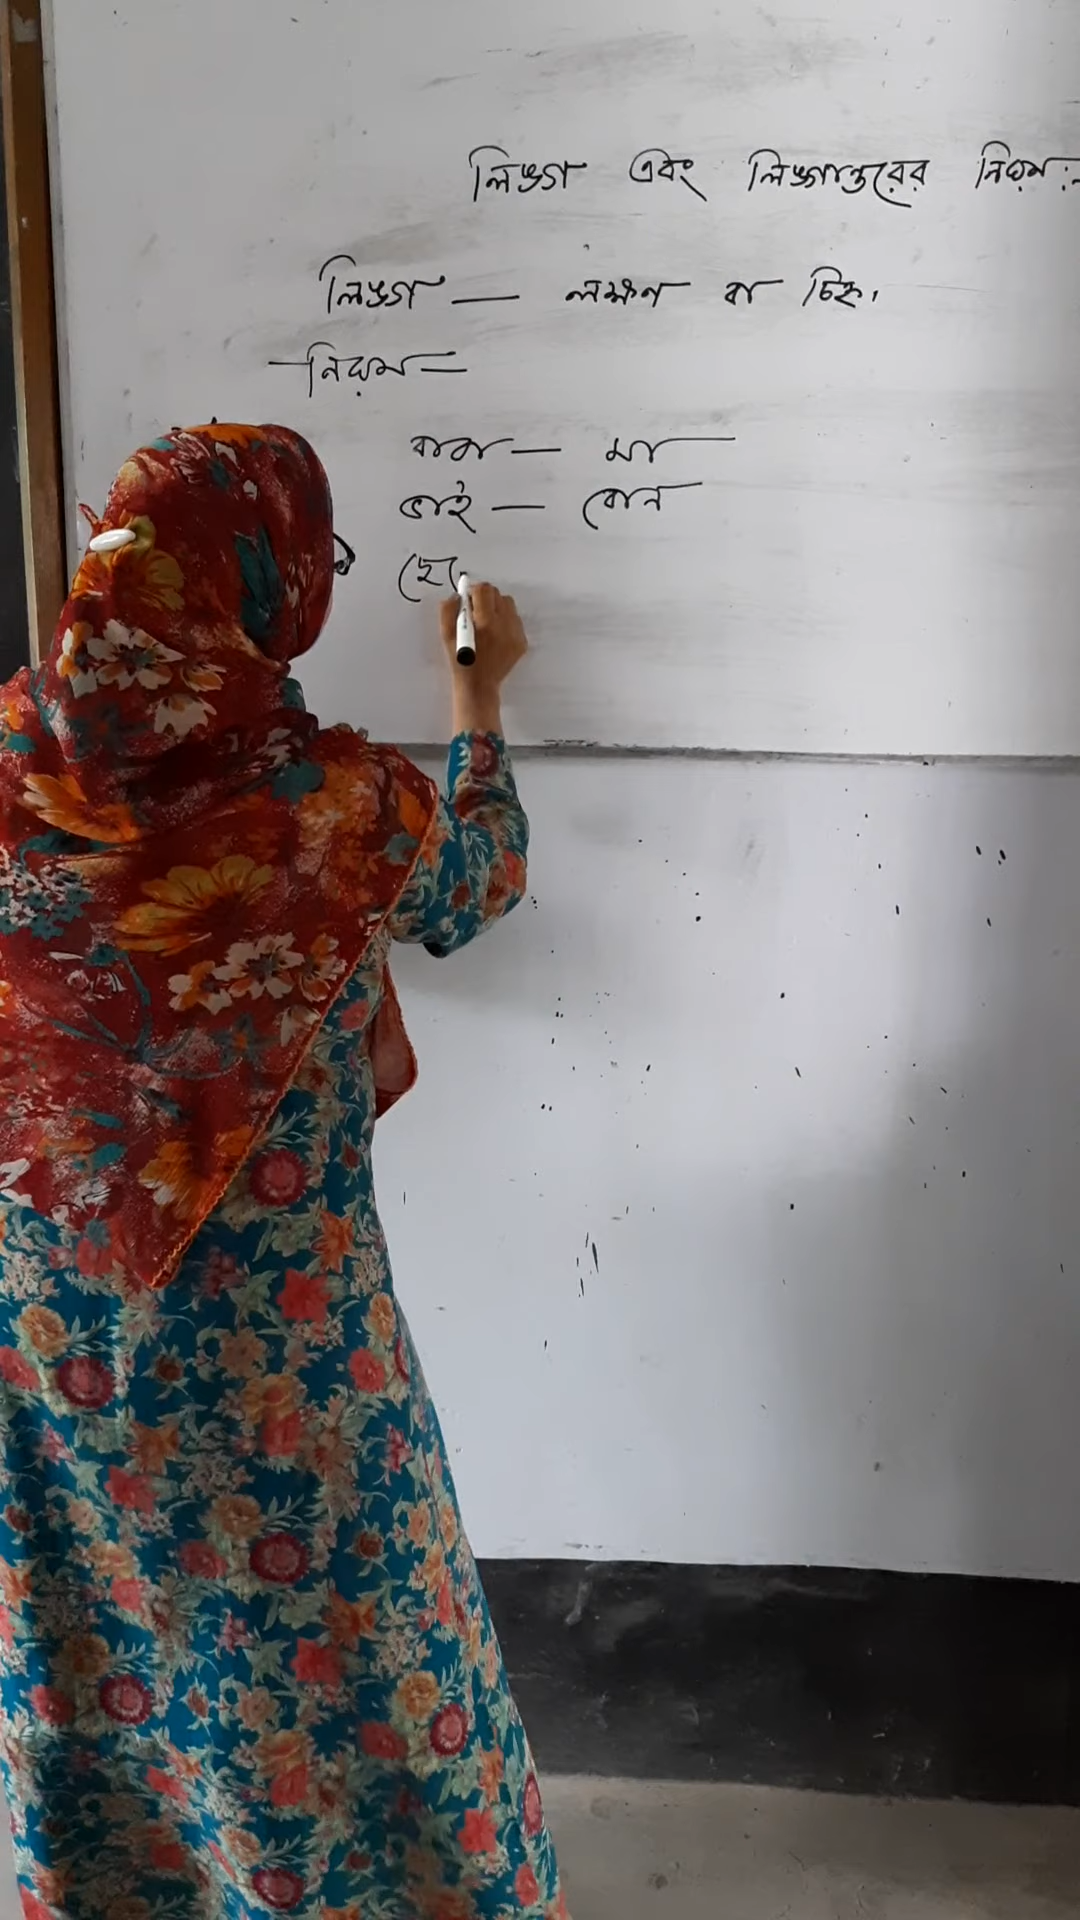 লিঙ্গ এবং লিঙ্গান্তরের নিয়ম:-
লিঙ্গ — লক্ষণ বা চিহ্ন।
নিয়ম —
বাবা — মা
ভাই — বোন
ছে